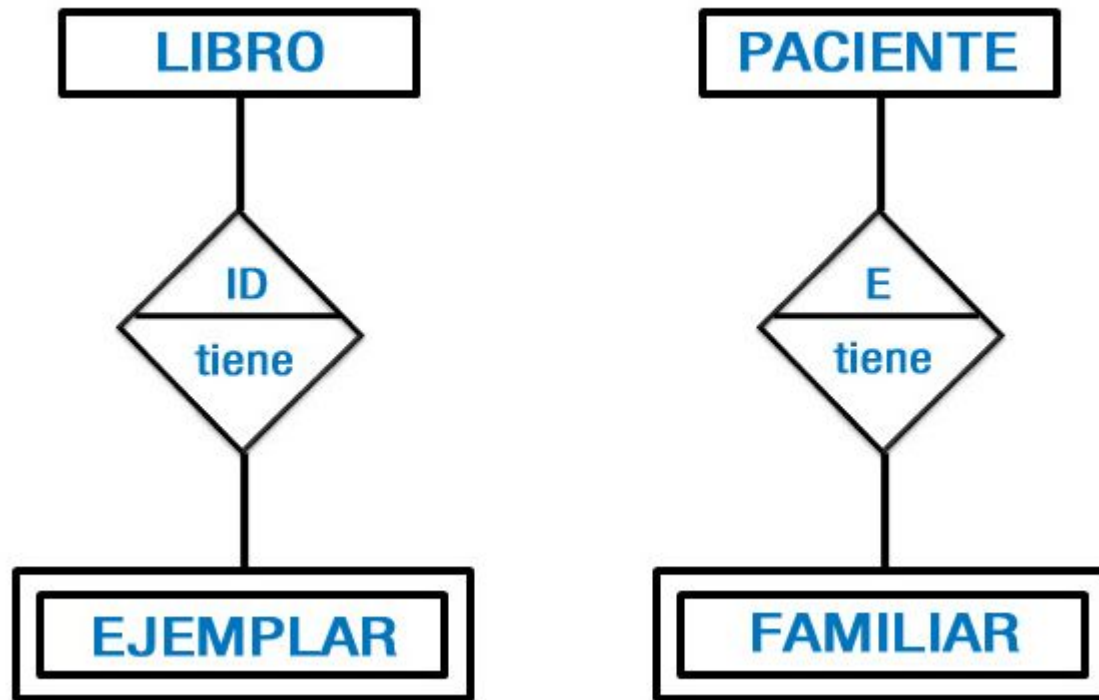 LIBRO
ID
tiene
EJEMPLAR
PACIENTE
E
tiene
FAMILIAR